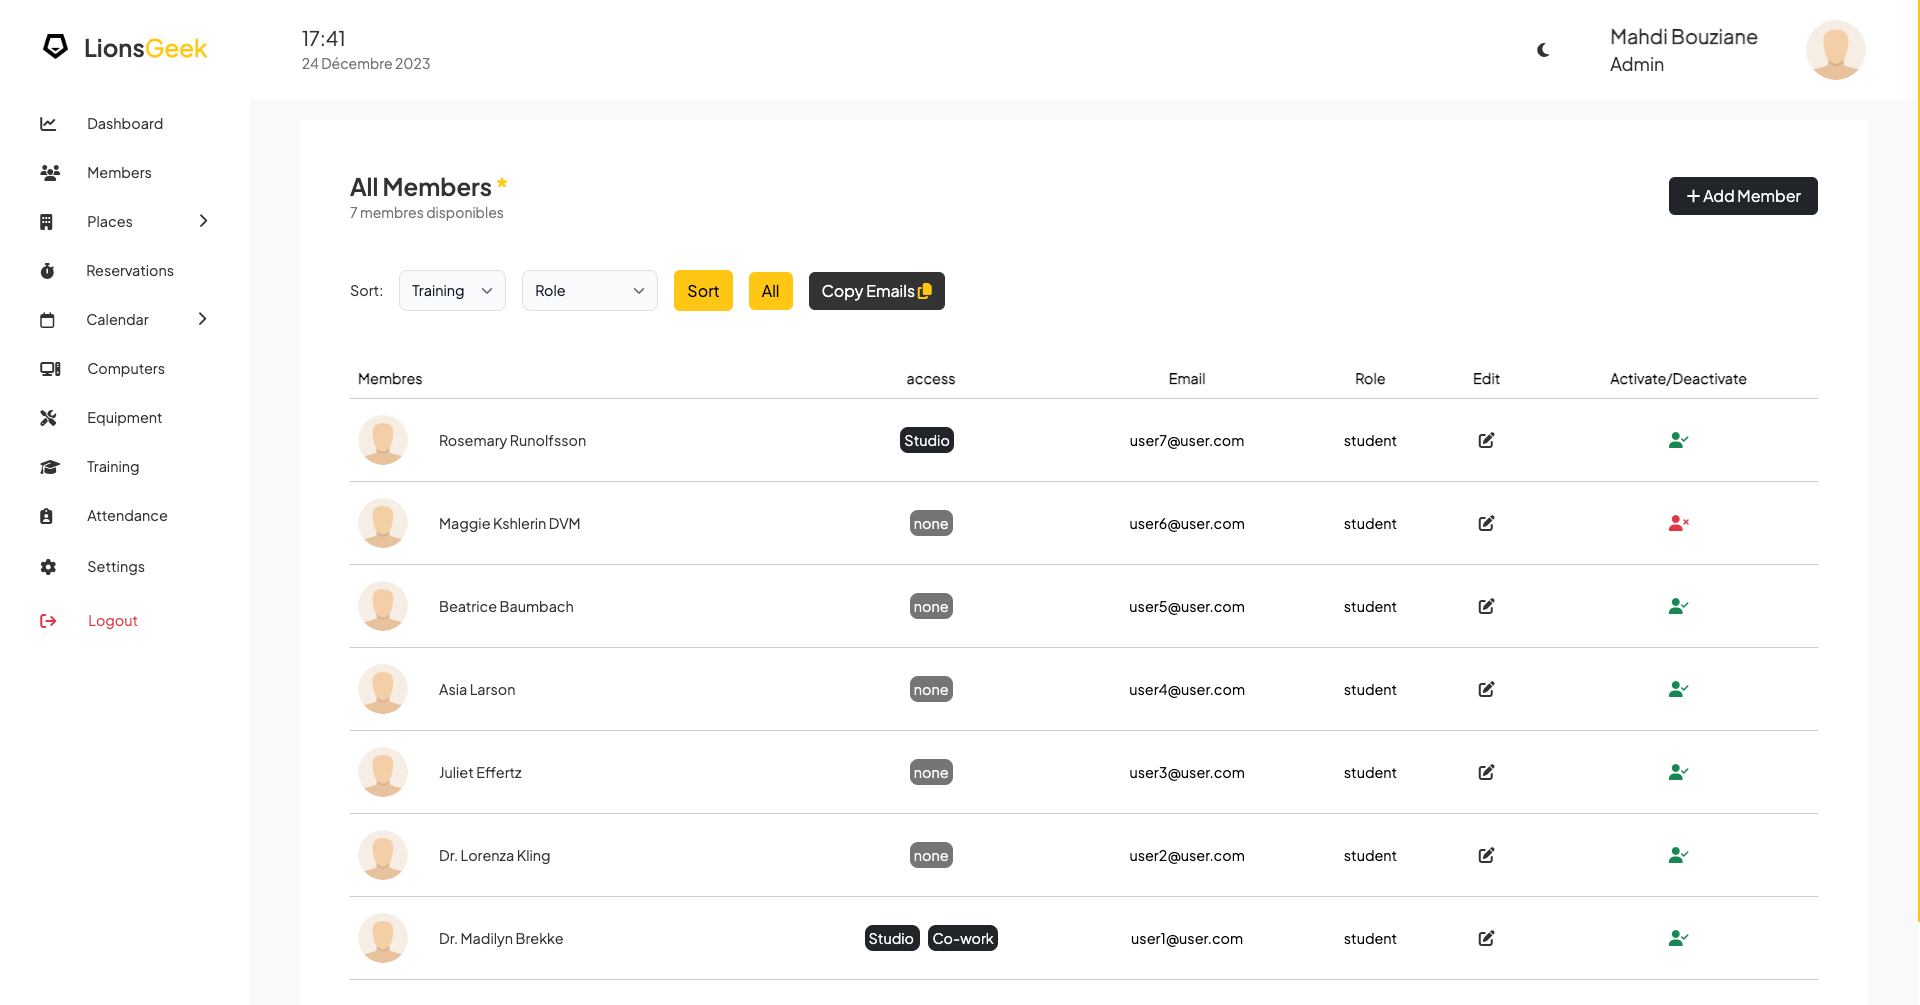 LionsGeek
17:41
24 Décembre 2023
Mahdi Bouziane
Admin
Dashboard
Members
Places
Reservations
Calendar
Computers
Equipment
Training
Attendance
Settings
Logout
All Members *
7 membres disponibles
+ Add Member
Sort: Training Role Sort All Copy Emails
Membres access Email Role Edit Activate/Deactivate
Rosemary Runolfsson Studio user7@user.com student
Maggie Kshlerin DVM none user6@user.com student
Beatrice Baumbach none user5@user.com student
Asia Larson none user4@user.com student
Juliet Effertz none user3@user.com student
Dr. Lorenza Kling none user2@user.com student
Dr. Madilyn Brekke Studio Co-work user1@user.com student